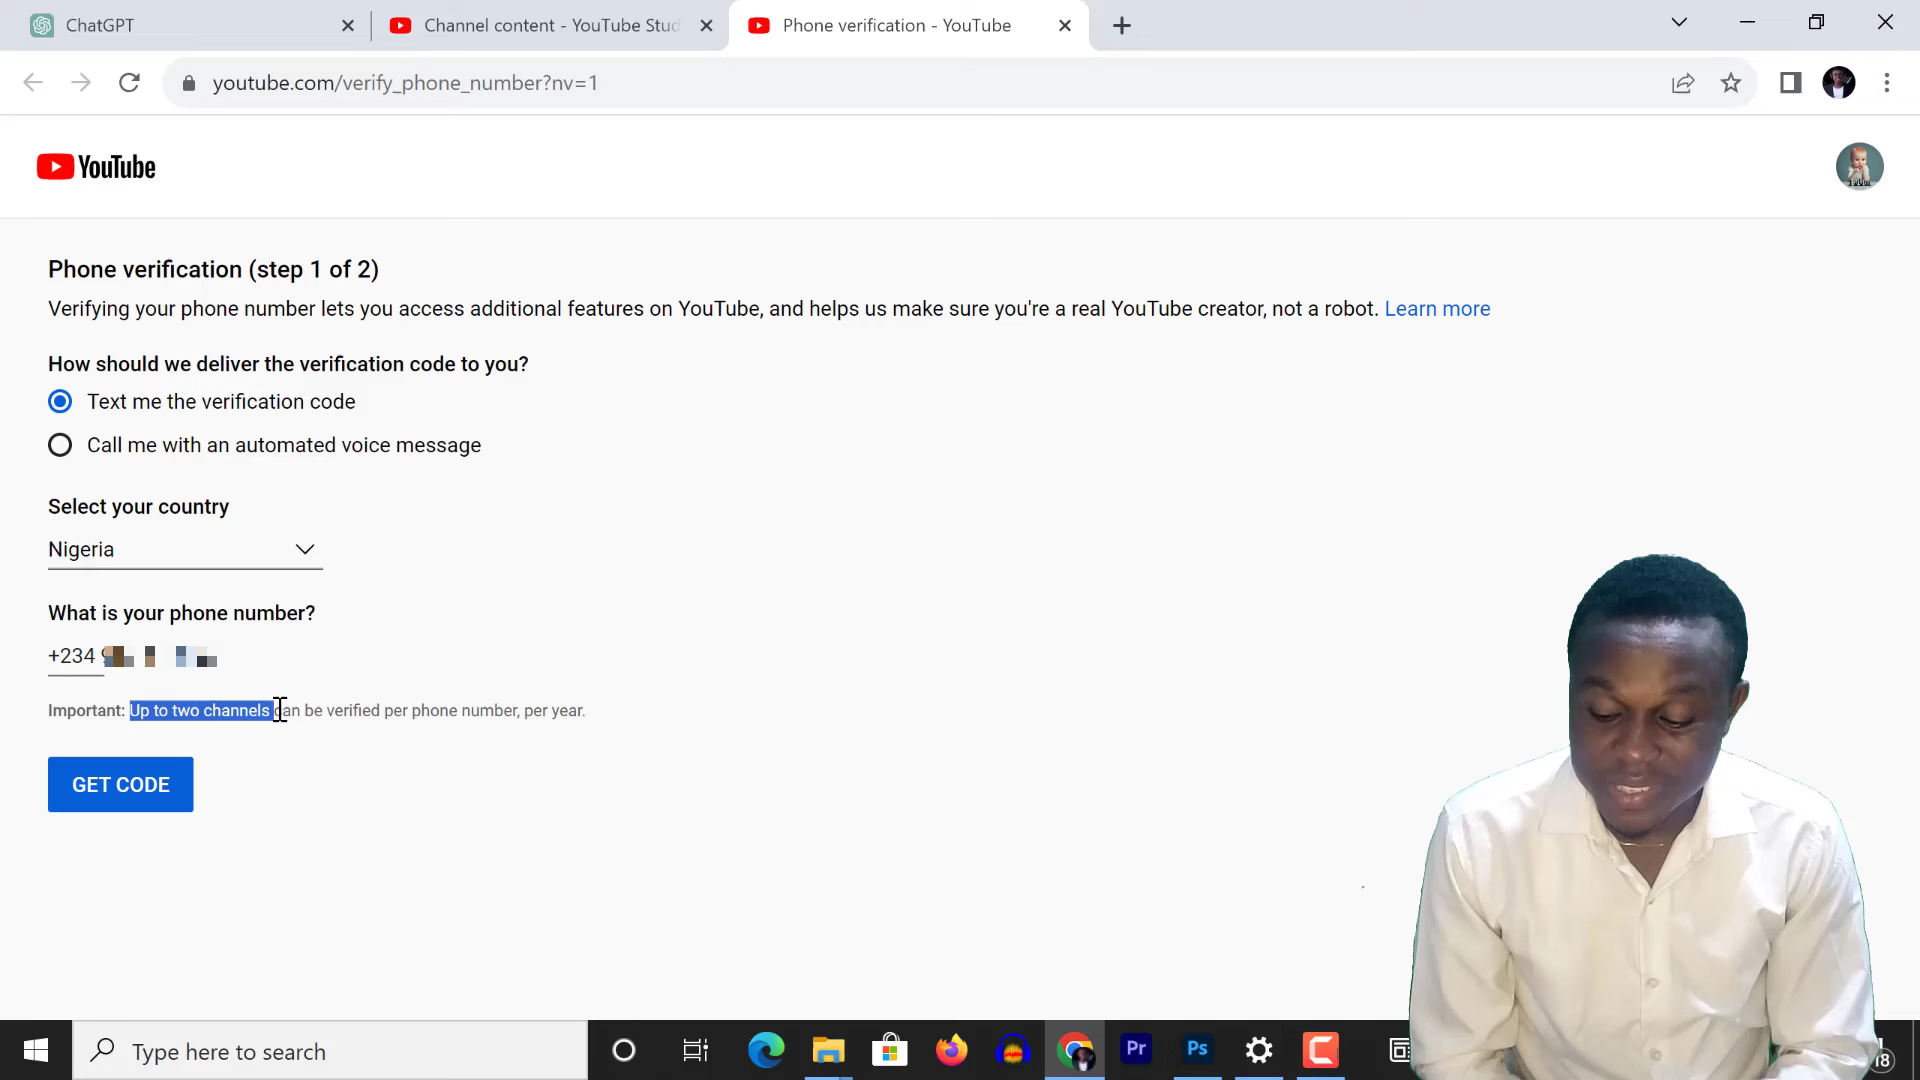 ChatGPT
Channel content - YouTube Stud
Phone verification - YouTube
youtube.com/verify_phone_number?nv=1
YouTube
Phone verification (step 1 of 2)
Verifying your phone number lets you access additional features on YouTube, and helps us make sure you're a real YouTube creator, not a robot. Learn more
How should we deliver the verification code to you?
Text me the verification code
Call me with an automated voice message
Select your country
Nigeria
What is your phone number?
+234
Important: Up to two channels can be verified per phone number, per year.
GET CODE
Type here to search
Pr
Ps
18